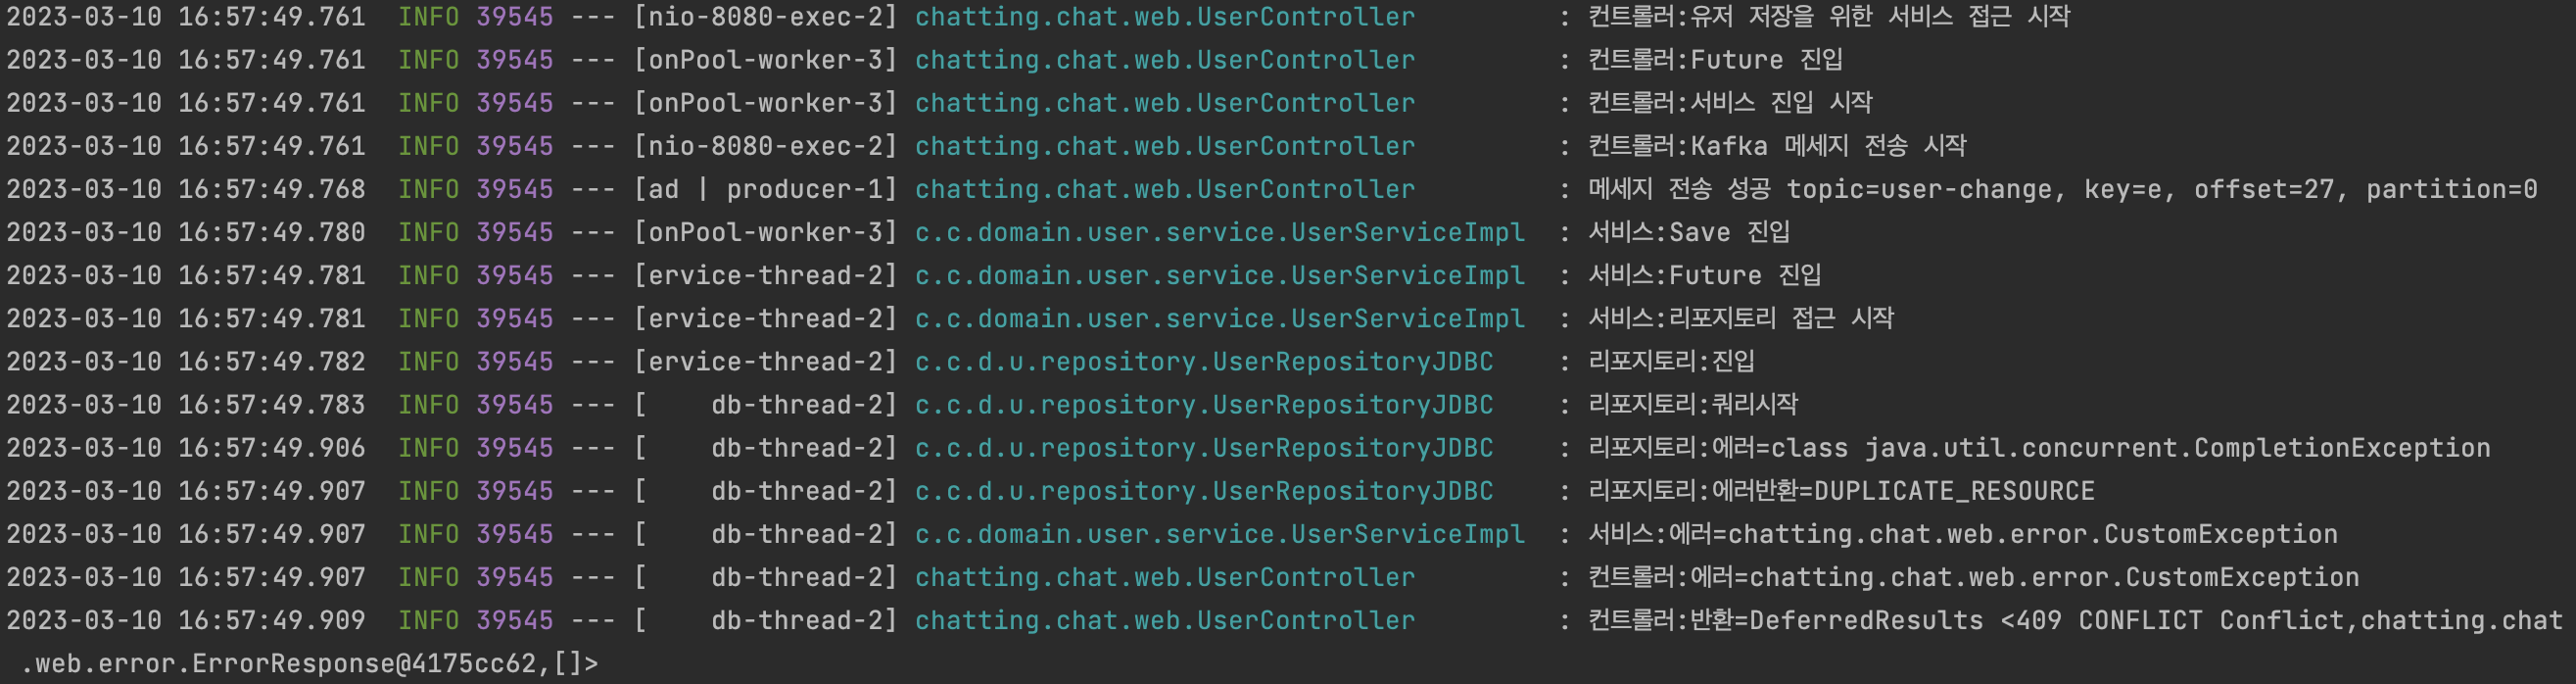 2023-03-10 16:57:49.761  INFO 39545 --- [nio-8080-exec-2] chatting.chat.web.UserController         : 컨트롤러:유저 저장을 위한 서비스 접근 시작
2023-03-10 16:57:49.761  INFO 39545 --- [onPool-worker-3] chatting.chat.web.UserController         : 컨트롤러:Future 진입
2023-03-10 16:57:49.761  INFO 39545 --- [onPool-worker-3] chatting.chat.web.UserController         : 컨트롤러:서비스 진입 시작
2023-03-10 16:57:49.761  INFO 39545 --- [nio-8080-exec-2] chatting.chat.web.UserController         : 컨트롤러:Kafka 메세지 전송 시작
2023-03-10 16:57:49.768  INFO 39545 --- [ad | producer-1] chatting.chat.web.UserController         : 메세지 전송 성공 topic=user-change, key=e, offset=27, partition=0
2023-03-10 16:57:49.780  INFO 39545 --- [onPool-worker-3] c.c.domain.user.service.UserServiceImpl  : 서비스:Save 진입
2023-03-10 16:57:49.781  INFO 39545 --- [ervice-thread-2] c.c.domain.user.service.UserServiceImpl  : 서비스:Future 진입
2023-03-10 16:57:49.781  INFO 39545 --- [ervice-thread-2] c.c.domain.user.service.UserServiceImpl  : 서비스:리포지토리 접근 시작
2023-03-10 16:57:49.782  INFO 39545 --- [ervice-thread-2] c.c.d.u.repository.UserRepositoryJDBC    : 리포지토리:진입
2023-03-10 16:57:49.783  INFO 39545 --- [    db-thread-2] c.c.d.u.repository.UserRepositoryJDBC    : 리포지토리:쿼리시작
2023-03-10 16:57:49.906  INFO 39545 --- [    db-thread-2] c.c.d.u.repository.UserRepositoryJDBC    : 리포지토리:에러=class java.util.concurrent.CompletionException
2023-03-10 16:57:49.907  INFO 39545 --- [    db-thread-2] c.c.d.u.repository.UserRepositoryJDBC    : 리포지토리:에러반환=DUPLICATE_RESOURCE
2023-03-10 16:57:49.907  INFO 39545 --- [    db-thread-2] c.c.domain.user.service.UserServiceImpl  : 서비스:에러=chatting.chat.web.error.CustomException
2023-03-10 16:57:49.907  INFO 39545 --- [    db-thread-2] chatting.chat.web.UserController         : 컨트롤러:에러=chatting.chat.web.error.CustomException
2023-03-10 16:57:49.909  INFO 39545 --- [    db-thread-2] chatting.chat.web.UserController         : 컨트롤러:반환=DeferredResults <409 CONFLICT Conflict,chatting.chat
.web.error.ErrorResponse@4175cc62,[]>